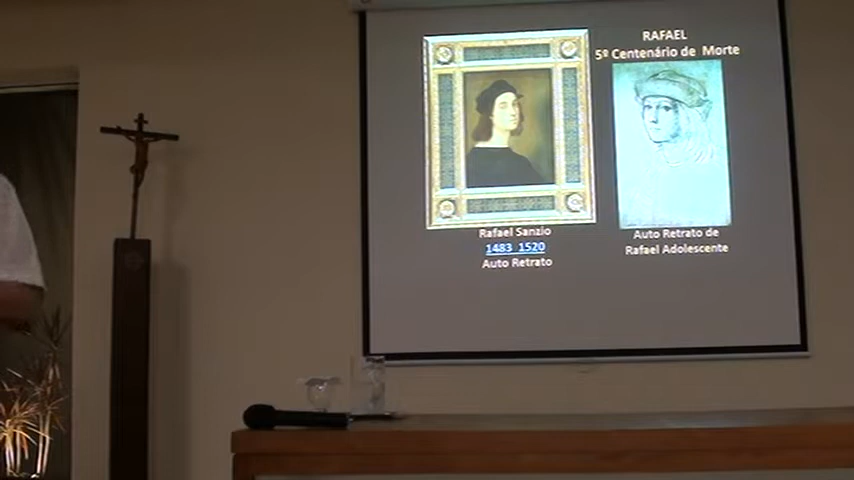 RAFAEL
5º Centenário de Morte
Rafael Sanzio
1483 1520
Auto Retrato
Auto Retrato de
Rafael Adolescente